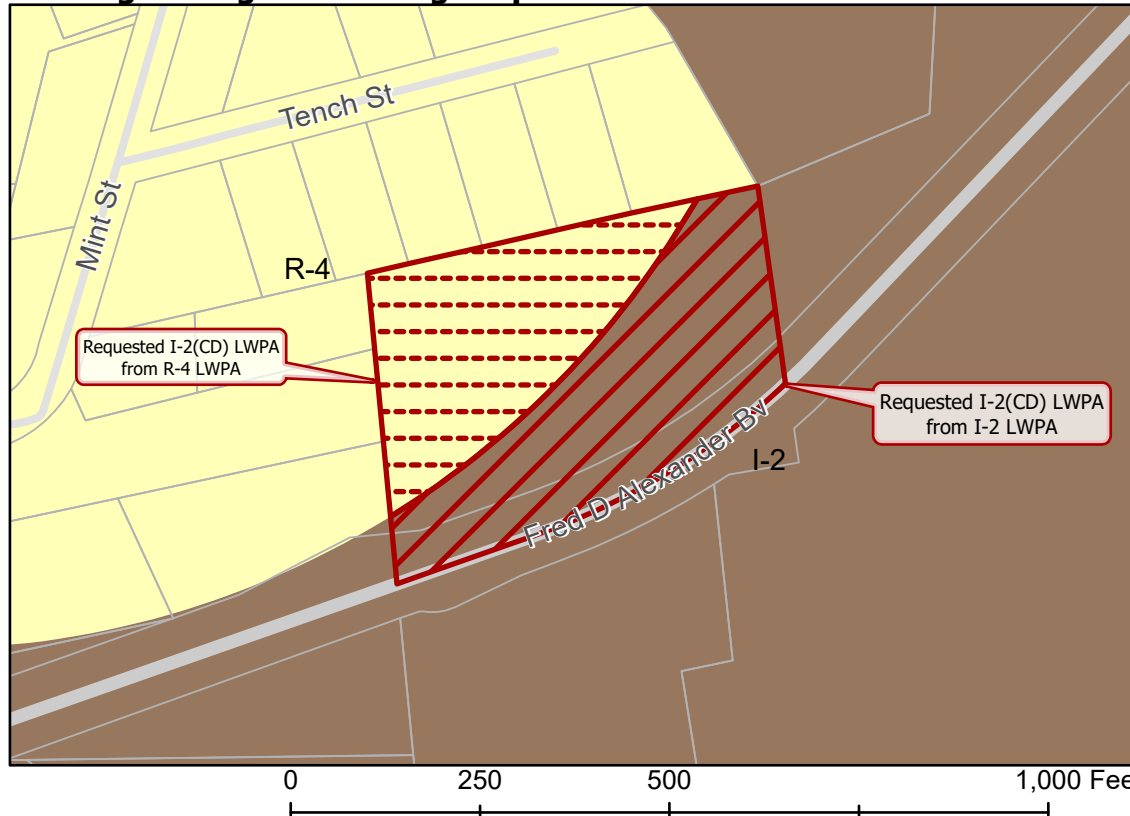 Tench St
Mint St
R-4
Requested I-2(CD) LWPA
from R-4 LWPA
Requested I-2(CD) LWPA
from I-2 LWPA
I-2
Fred D Alexander Bv
0 250 500 1,000 Fee